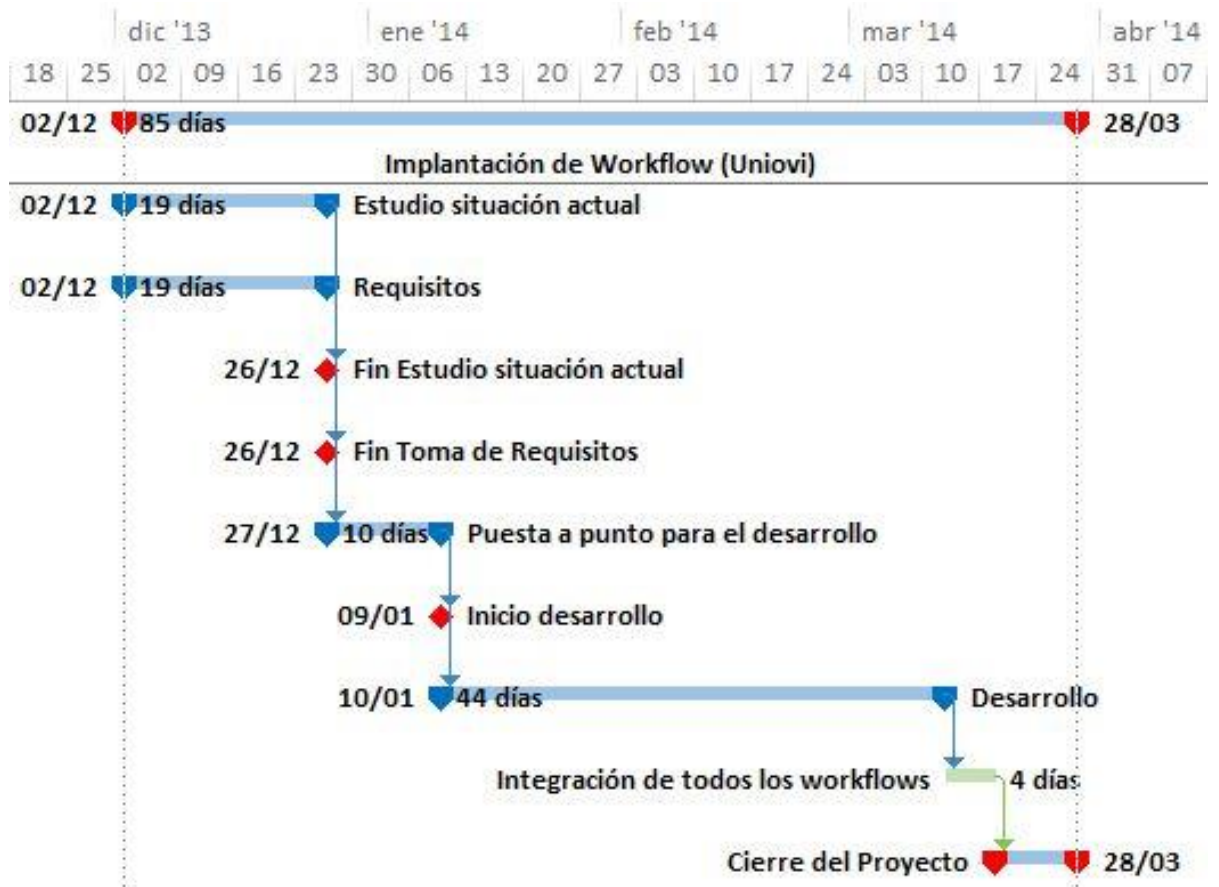 dic '13 ene '14 feb '14 mar '14 abr '14
18 25 02 09 16 23 30 06 13 20 27 03 10 17 24 03 10 17 24 31 07
02/12 85 días 28/03
Implantación de Workflow (Uniovi)
02/12 19 días Estudio situación actual
02/12 19 días Requisitos
26/12 Fin Estudio situación actual
26/12 Fin Toma de Requisitos
27/12 10 días Puesta a punto para el desarrollo
09/01 Inicio desarrollo
10/01 44 días Desarrollo
Integración de todos los workflows 4 días
Cierre del Proyecto 28/03